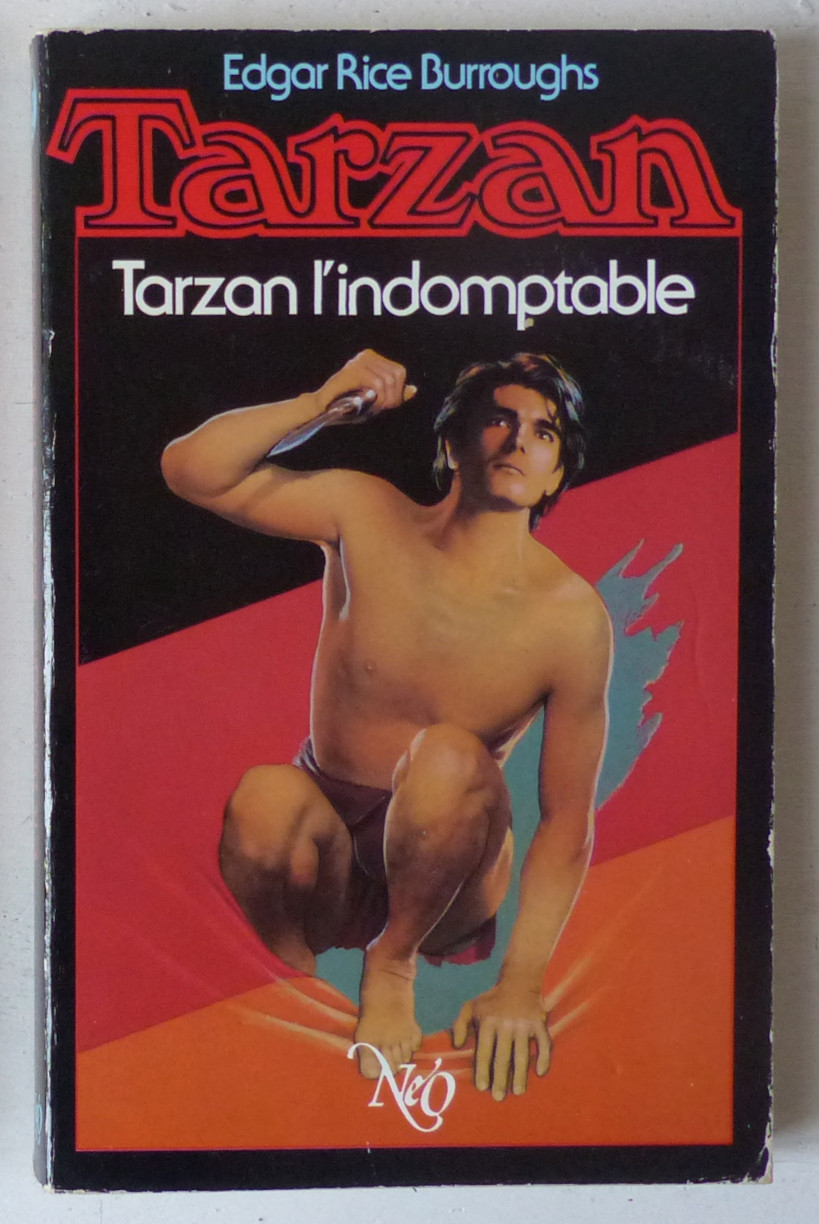 Edgar Rice Burroughs
Tarzan
Tarzan l'indomptable
Néo